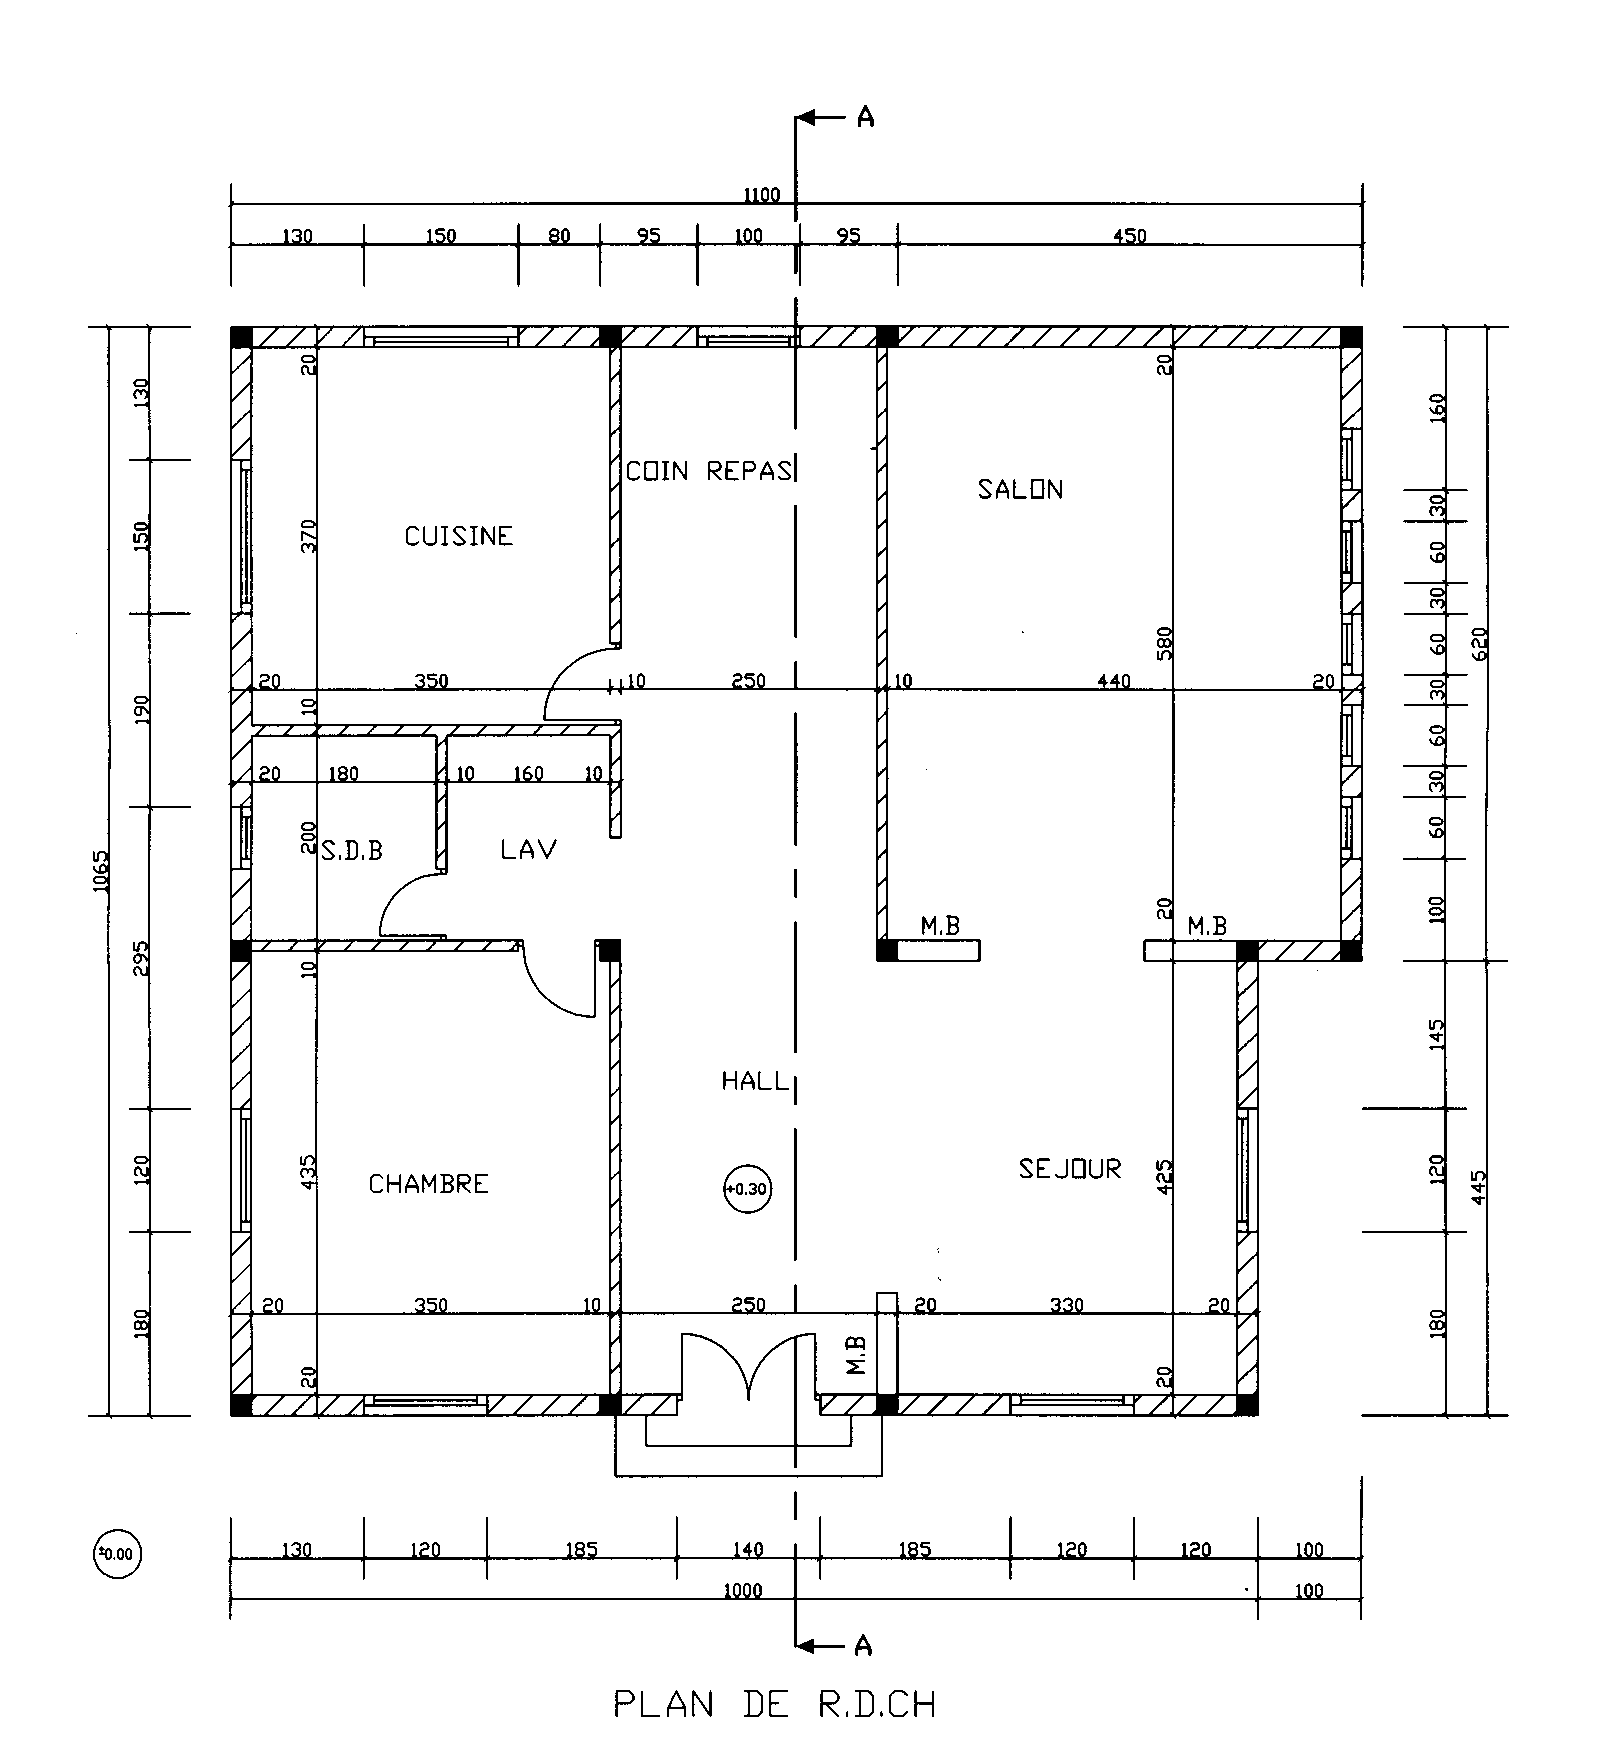 A
1100
130 150 80 95 100 95 450
20 20
130 160
COIN REPAS
SALON
30
CUISINE
370
150 60
30
580 60 620
20 350 10 250 10 440 20
30
190 10
60
20 180 10 160 10
30
200 60
S.D.B LAV
1065
20 100
M.B M.B
295 10
145
HALL
435 SEJOUR 425
120 CHAMBRE +0.30 120 445
20 350 10 250 20 330 20
180 180
M.B
20 20
±0.00
130 120 185 140 185 120 120 100
1000 100
A
PLAN DE R.D.CH